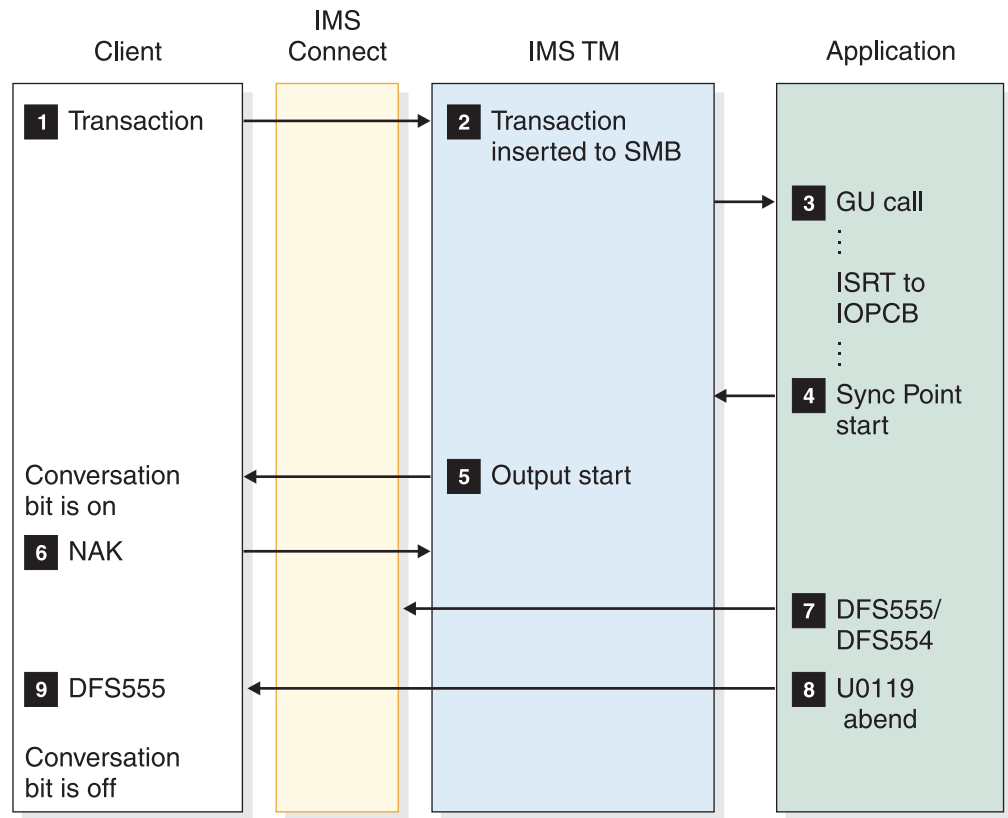 Client
IMS
Connect
IMS TM
Application
1 Transaction
2 Transaction
inserted to SMB
3 GU call
⋮
ISRT to
IOPCB
⋮
4 Sync Point
start
Conversation
bit is on
5 Output start
6 NAK
7 DFS555/
DFS554
9 DFS555
8 U0119
abend
Conversation
bit is off